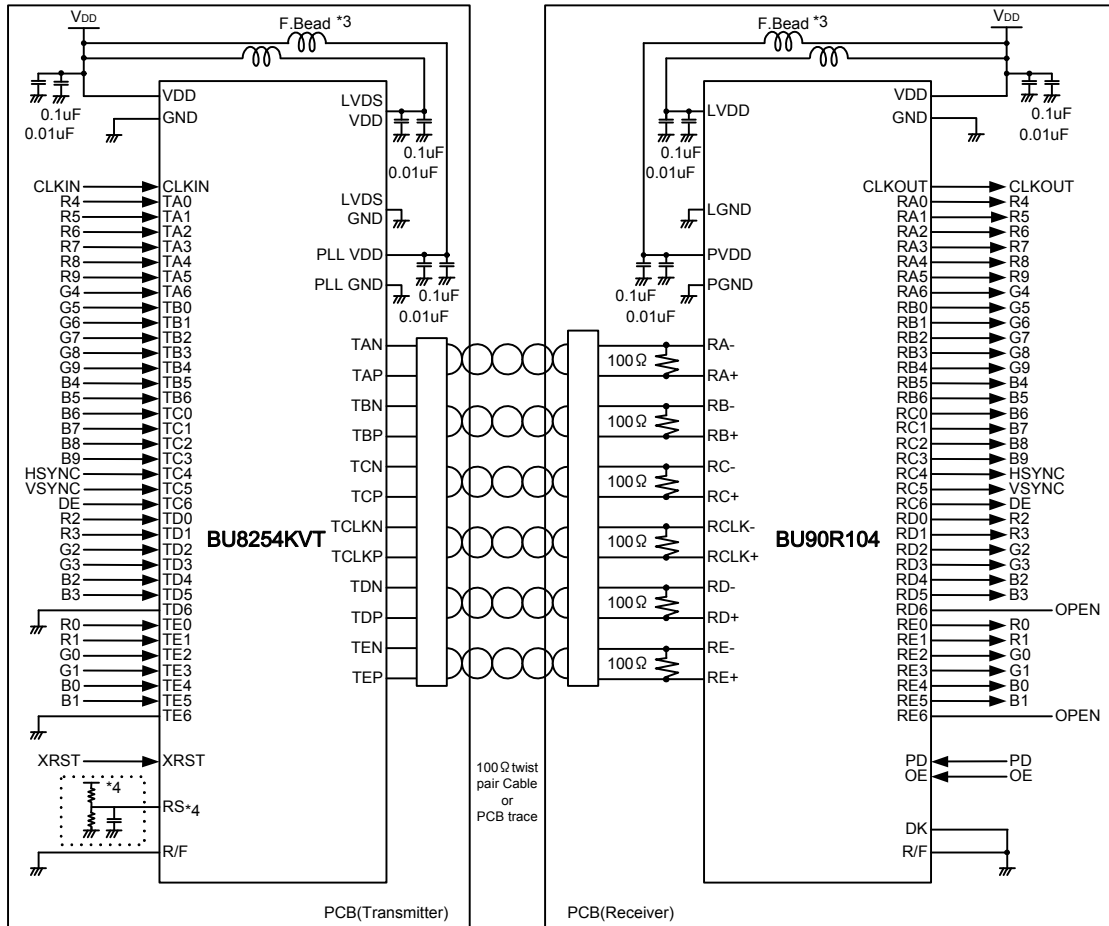 VDD
F.Bead *3
0.1uF
0.01uF
VDD
GND
LVDS
VDD
0.1uF
0.01uF
LVDS
GND
PLL VDD
PLL GND
0.1uF
0.01uF
CLKIN CLKIN
R4 TA0
R5 TA1
R6 TA2
R7 TA3
R8 TA4
R9 TA5
G4 TA6
G5 TB0
G6 TB1
G7 TB2
G8 TB3
G9 TB4
B4 TB5
B5 TB6
B6 TC0
B7 TC1
B8 TC2
B9 TC3
HSYNC TC4
VSYNC TC5
DE TC6
R2 TD0
R3 TD1
G2 TD2
G3 TD3
B2 TD4
B3 TD5
TD6
R0 TE0
R1 TE1
G0 TE2
G1 TE3
B0 TE4
B1 TE5
TE6
XRST XRST
*4
RS*4
R/F
BU8254KVT
TAN
TAP
TBN
TBP
TCN
TCP
TCLKN
TCLKP
TDN
TDP
TEN
TEP
PCB(Transmitter)
100Ω twist
pair Cable
or
PCB trace
VDD
F.Bead *3
0.1uF
0.01uF
VDD
GND
LVDD
0.1uF
0.01uF
LGND
PVDD
PGND
0.1uF
0.01uF
100Ω
RA-
RA+
100Ω
RB-
RB+
100Ω
RC-
RC+
100Ω
RCLK-
RCLK+
100Ω
RD-
RD+
100Ω
RE-
RE+
BU90R104
CLKOUT CLKOUT
RA0 R4
RA1 R5
RA2 R6
RA3 R7
RA4 R8
RA5 R9
RA6 G4
RB0 G5
RB1 G6
RB2 G7
RB3 G8
RB4 G9
RB5 B4
RB6 B5
RC0 B6
RC1 B7
RC2 B8
RC3 B9
RC4 HSYNC
RC5 VSYNC
RC6 DE
RD0 R2
RD1 R3
RD2 G2
RD3 G3
RD4 B2
RD5 B3
RD6 OPEN
RE0 R0
RE1 R1
RE2 G0
RE3 G1
RE4 B0
RE5 B1
RE6 OPEN
PD PD
OE OE
DK
R/F
PCB(Receiver)